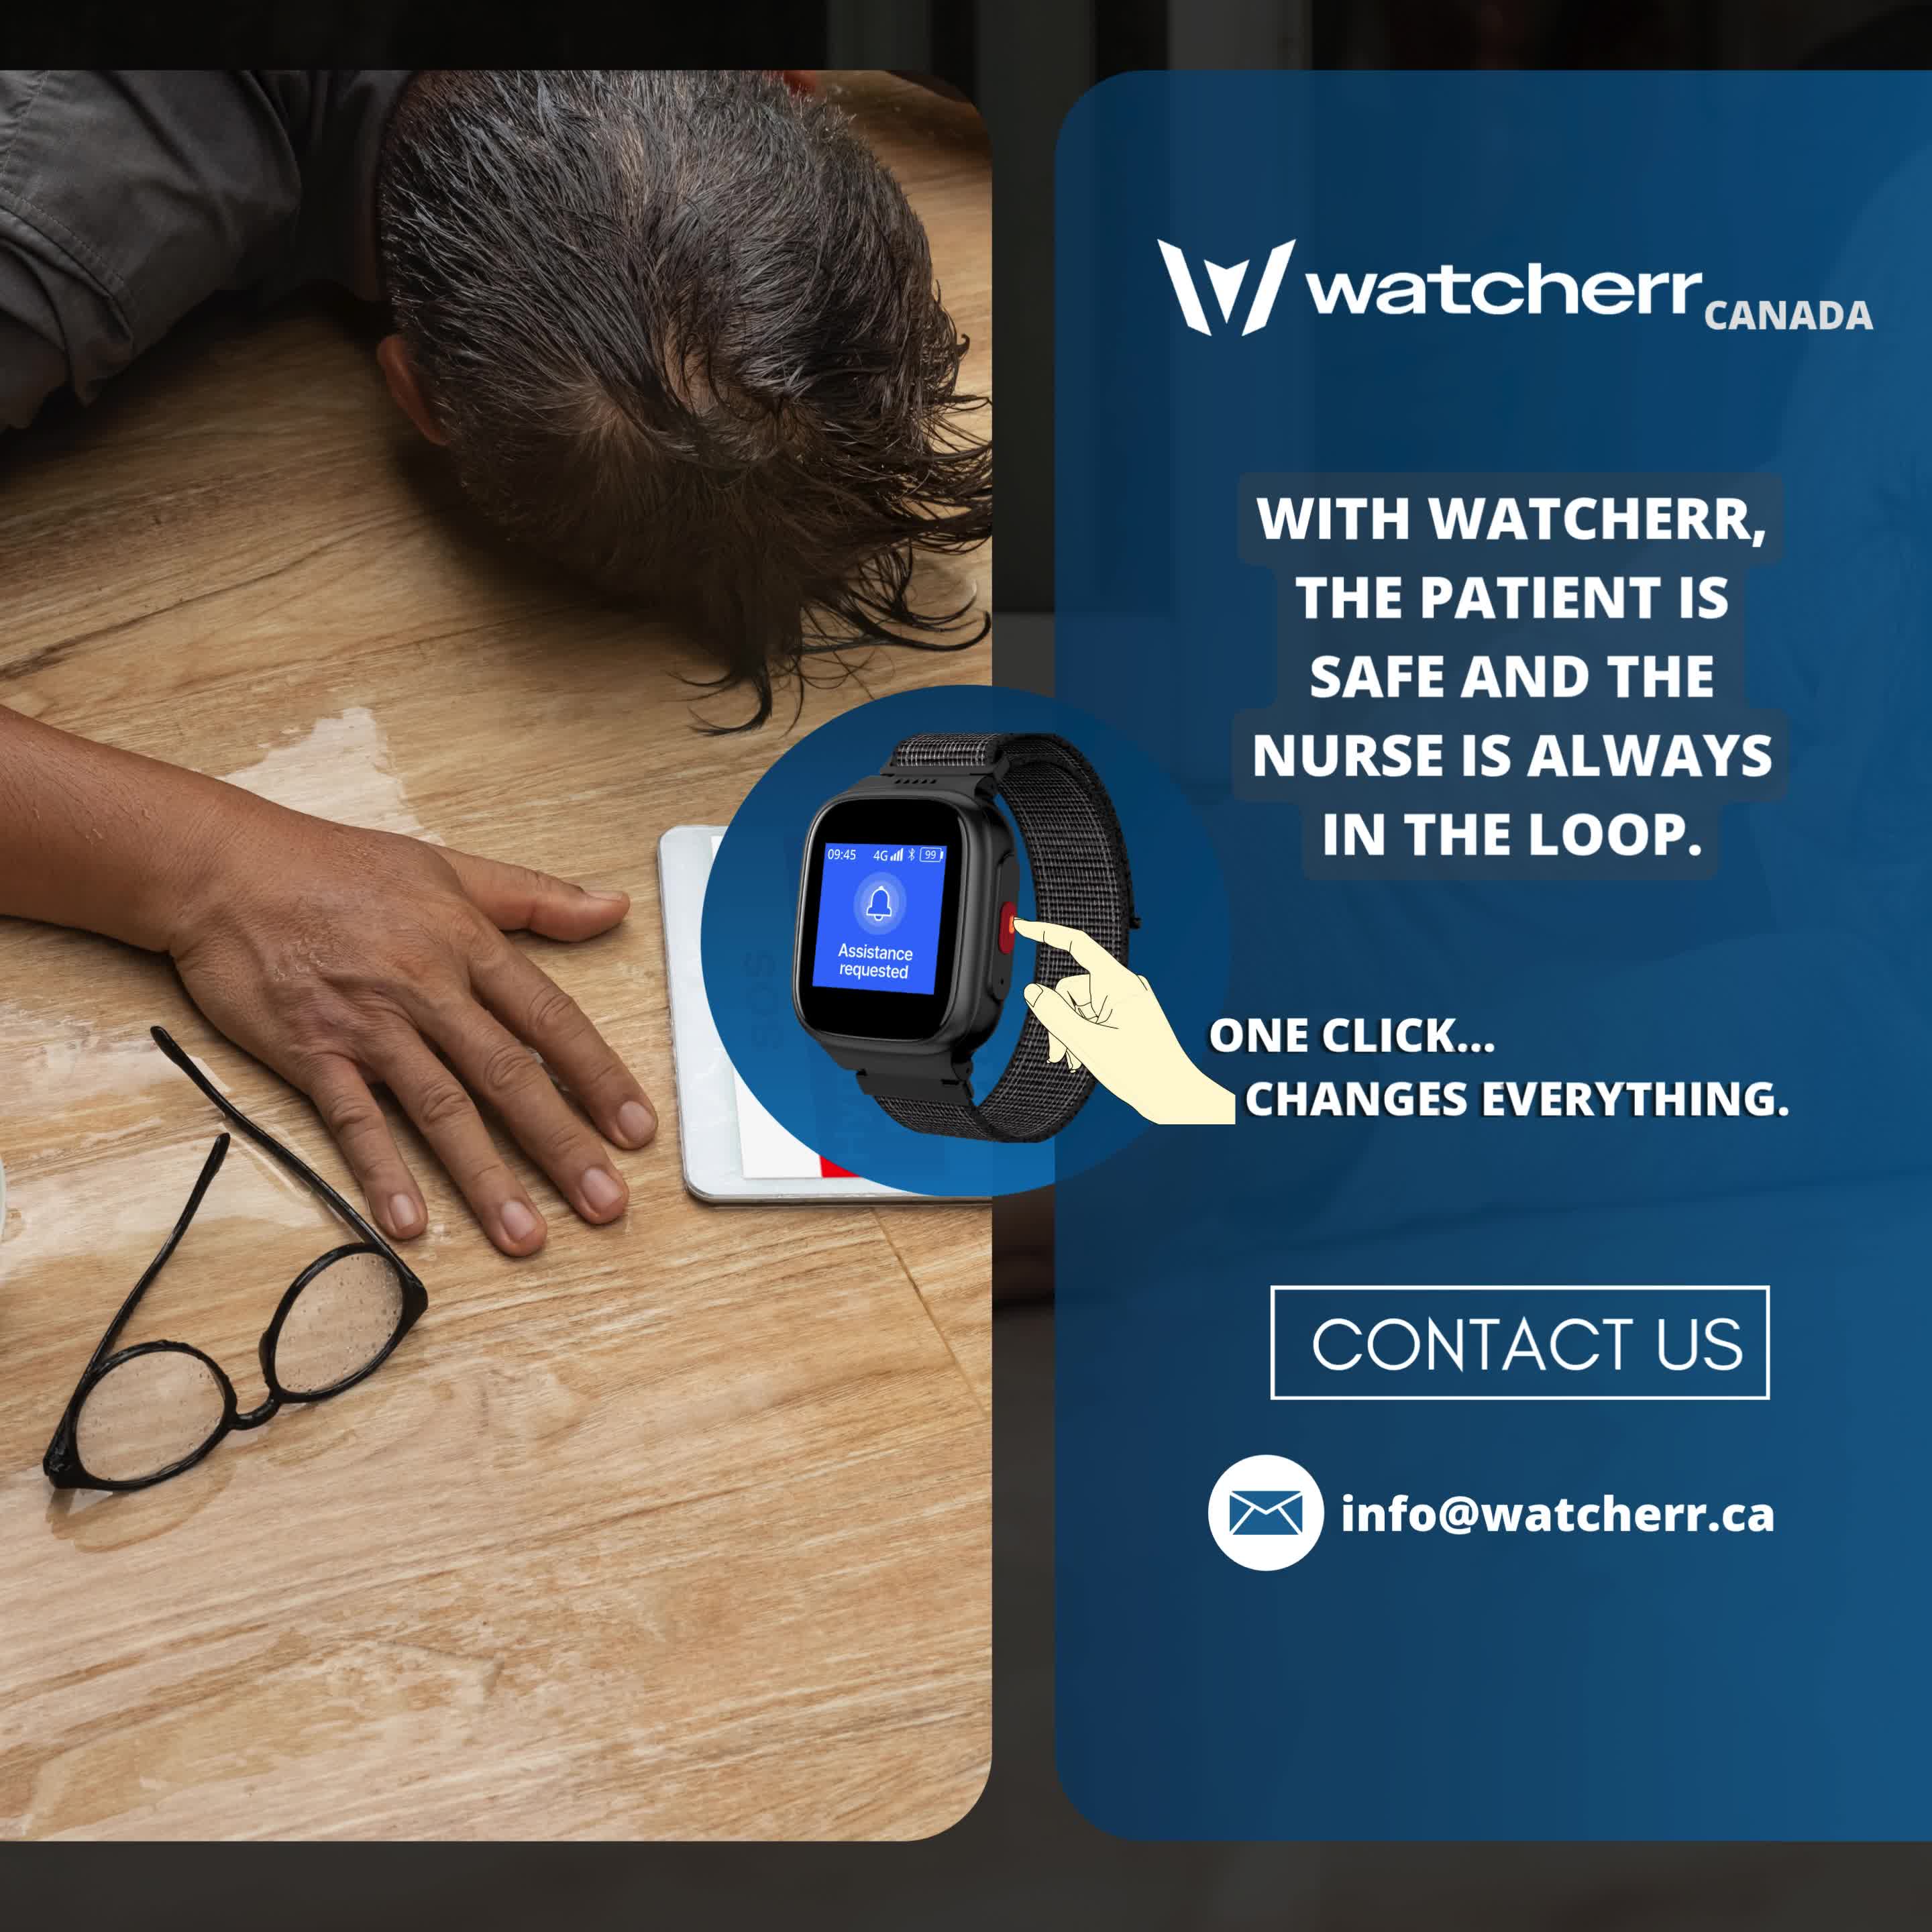 watcherr CANADA
WITH WATCHERR,
THE PATIENT IS
SAFE AND THE
NURSE IS ALWAYS
IN THE LOOP.
09:45 4G 99
Assistance
requested
ONE CLICK...
CHANGES EVERYTHING.
CONTACT US
info@watcherr.ca